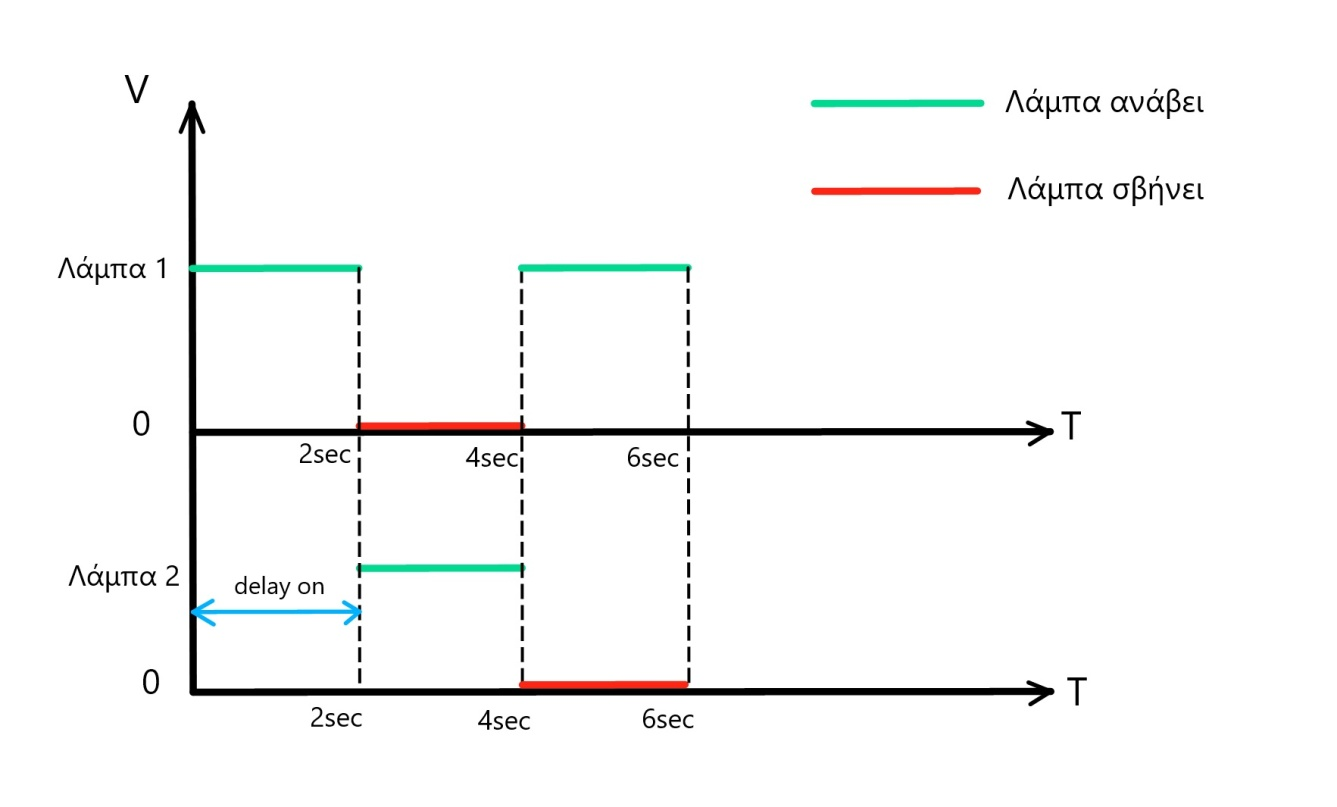 V
Λάμπα ανάβει
Λάμπα σβήνει
Λάμπα 1
0
T
2sec
4sec
6sec
Λάμπα 2
delay on
0
T
2sec
4sec
6sec